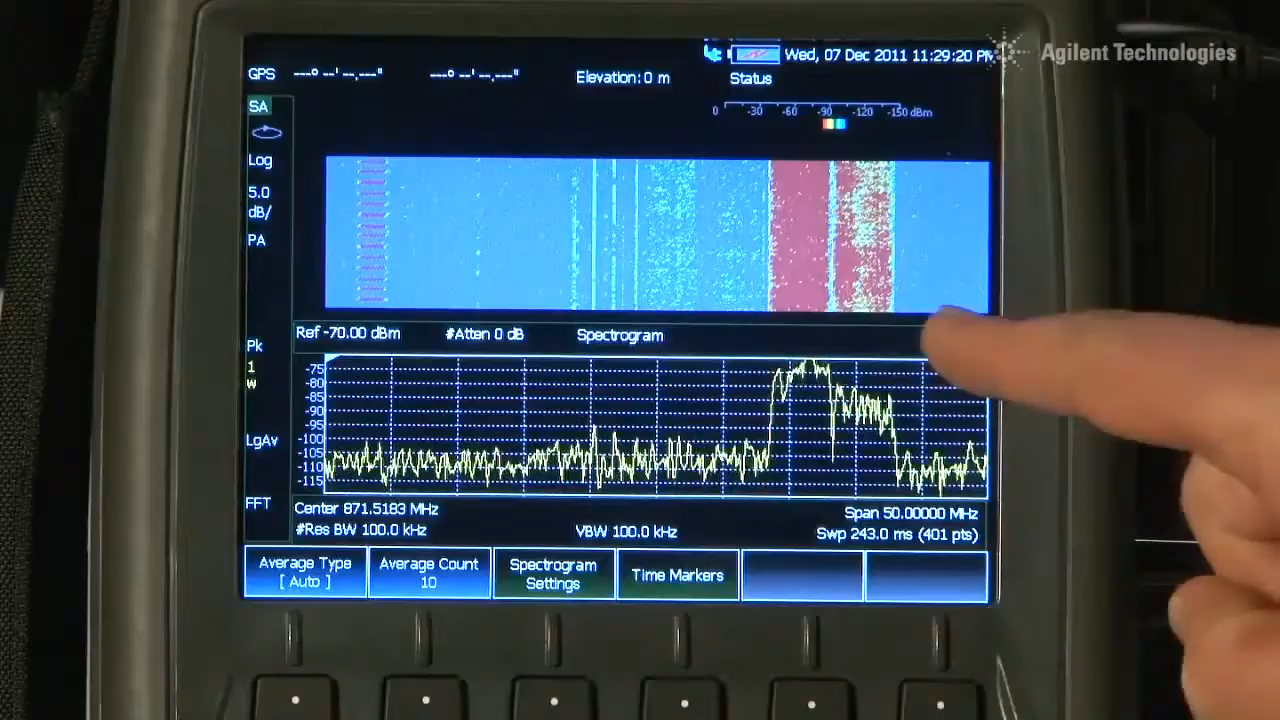 Wed, 07 Dec 2011 11:29:20 PM
Agilent Technologies
GPS ---° --' --.---" ---° --' --.---" Elevation: 0 m Status
SA
0 -30 -60 -90 -120 -150 dBm
Log
5.0
dB/
PA
Ref -70.00 dBm #Atten 0 dB Spectrogram
Pk
1
W
-75
-80
-85
-90
-95
-100
-105
-110
-115
LgAv
FFT
Center 871.5183 MHz Span 50.00000 MHz
#Res BW 100.0 kHz VBW 100.0 kHz Swp 243.0 ms (401 pts)
Average Type
[ Auto ]
Average Count
10
Spectrogram
Settings
Time Markers